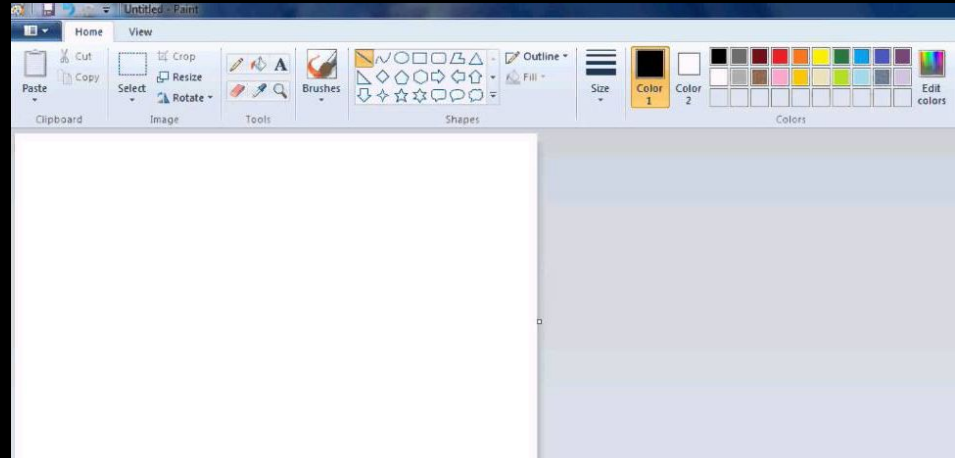 Untitled - Paint
Home View
Cut
Copy
Paste
Clipboard
Crop
Resize
Rotate
Select
Image
A
Tools
Brushes
Outline
Fill
Shapes
Size
Color 1
Color 2
Edit colors
Colors